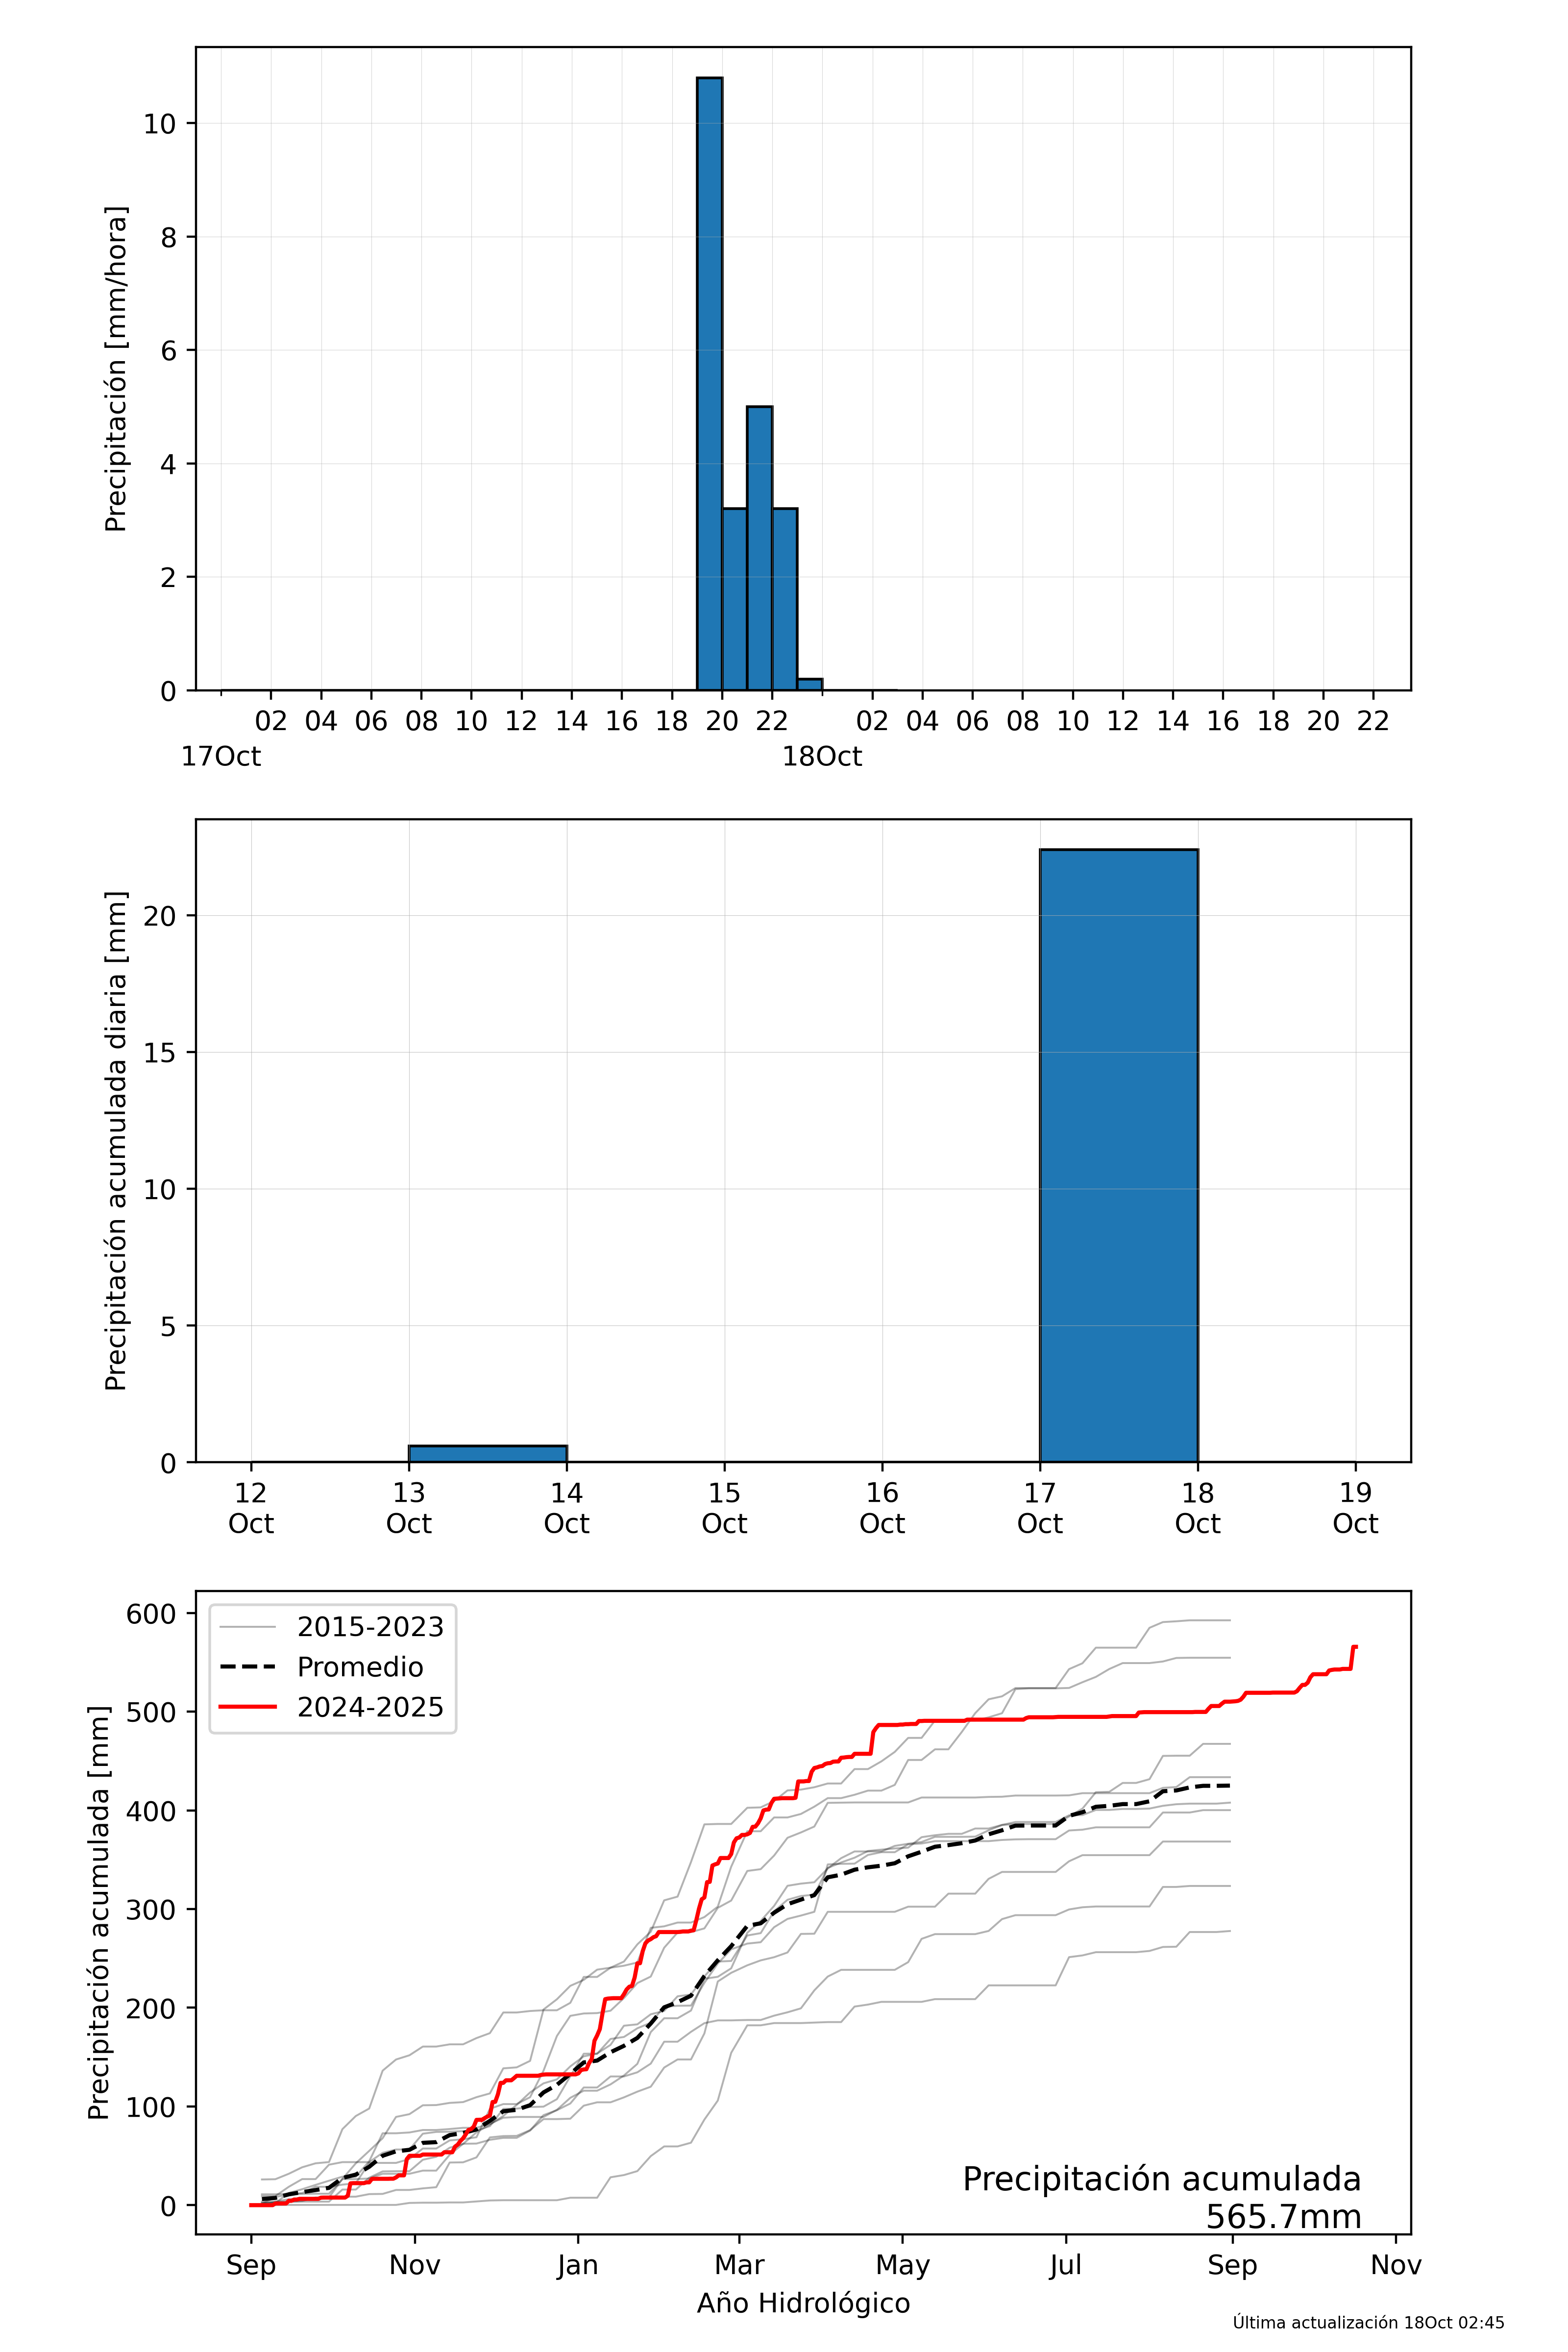 Precipitación [mm/hora]
10
8
6
4
2
0
02 04 06 08 10 12 14 16 18 20 22 02 04 06 08 10 12 14 16 18 20 22
17Oct 18Oct
Precipitación acumulada diaria [mm]
20
15
10
5
0
12 13 14 15 16 17 18 19
Oct Oct Oct Oct Oct Oct Oct Oct
Precipitación acumulada [mm]
600
500
400
300
200
100
0
2015-2023
Promedio
2024-2025
Precipitación acumulada
565.7mm
Sep Nov Jan Mar May Jul Sep Nov
Año Hidrológico
Última actualización 18Oct 02:45